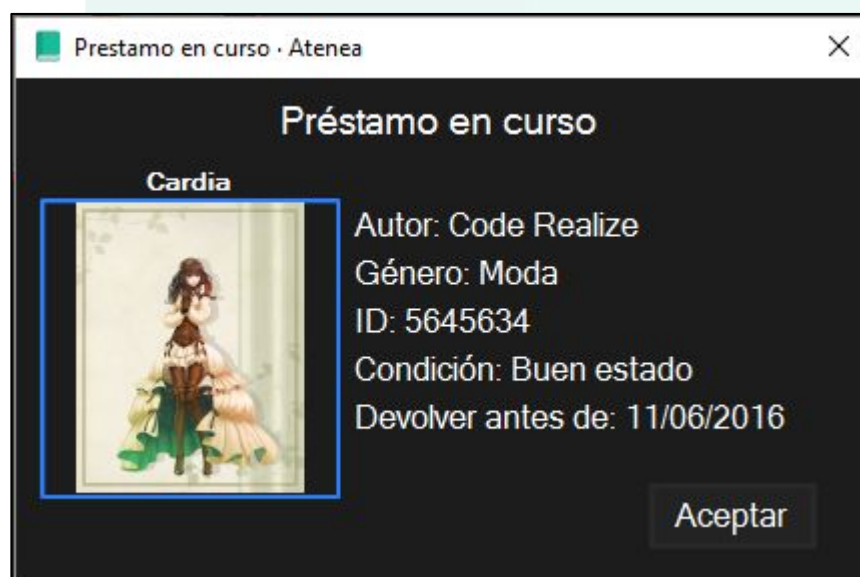 Prestamo en curso · Atenea
Préstamo en curso
Cardia
Autor: Code Realize
Género: Moda
ID: 5645634
Condición: Buen estado
Devolver antes de: 11/06/2016
Aceptar